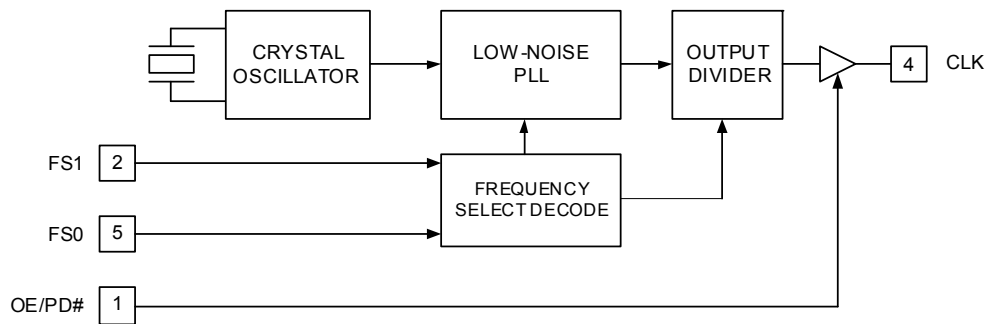 CRYSTAL
OSCILLATOR
LOW-NOISE
PLL
OUTPUT
DIVIDER
4 CLK
FS1 2
FREQUENCY
SELECT DECODE
FS0 5
OE/PD# 1